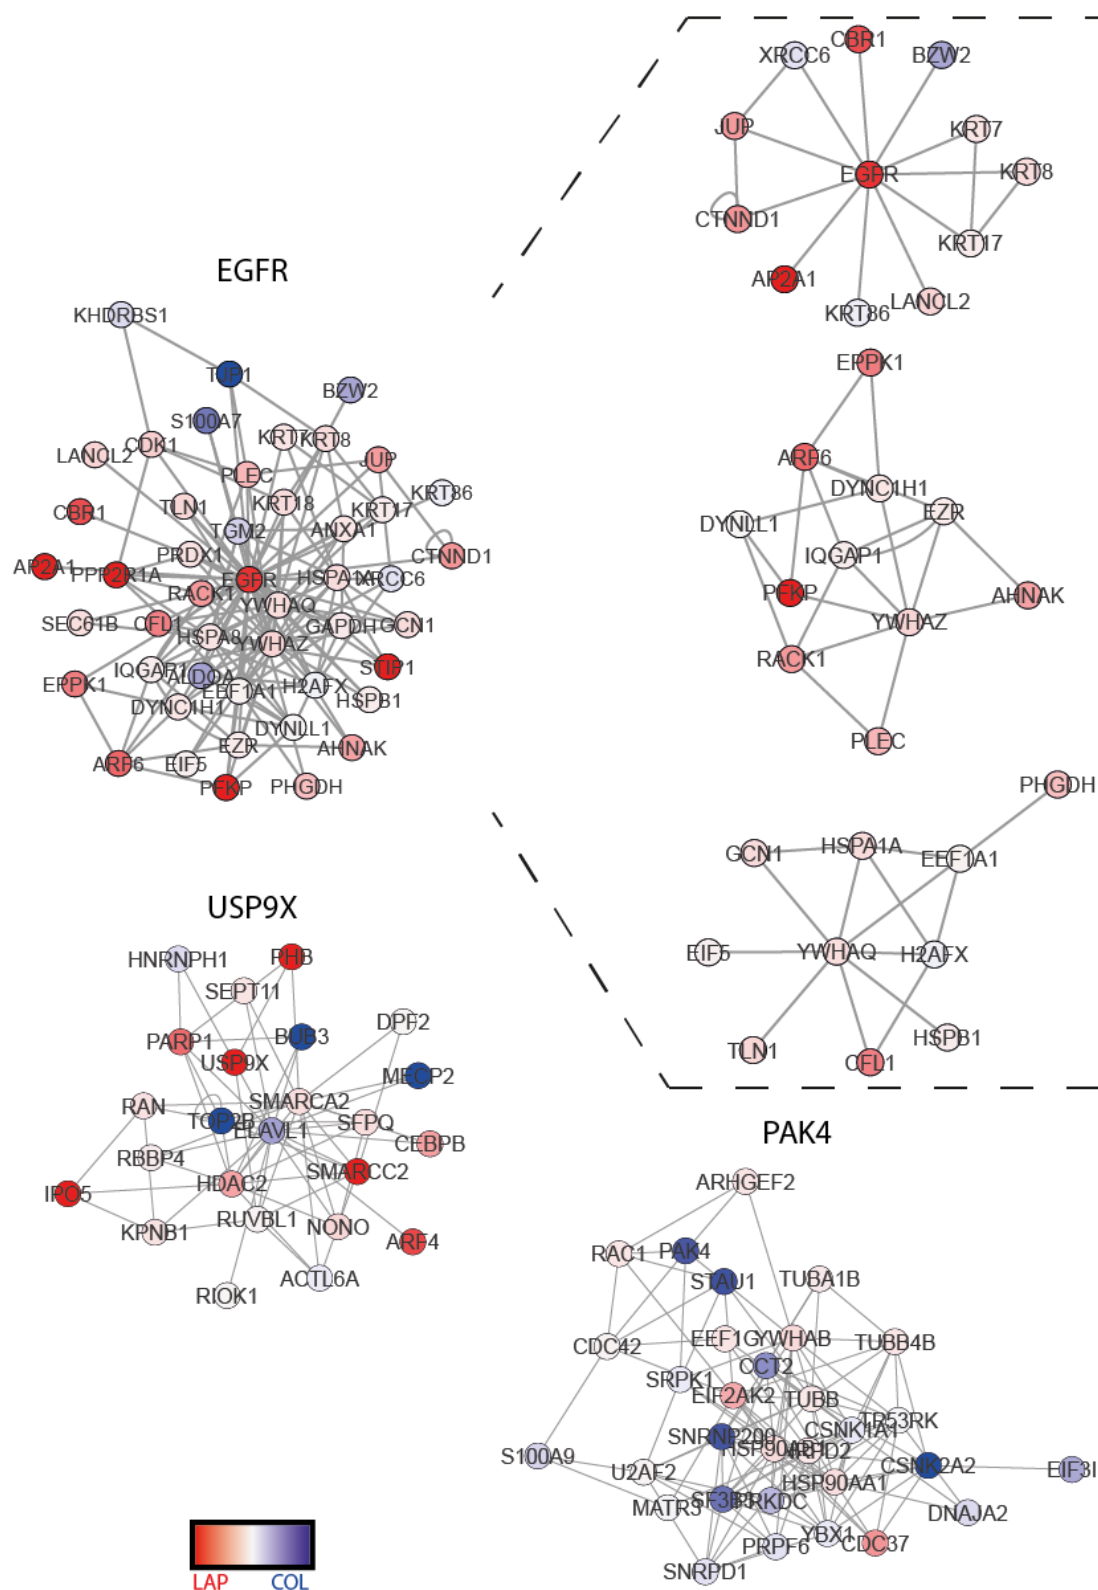 XRCC6
CBR1
BZW2
JUP
KRT7
EGFR
KRT8
CTNND1
KRT17
AP2A1
KRT86
LANCL2
EGFR
KHDRBS1
BZW2
S100A7
LANCL2
CDK1
KRT7
KRT8
PLEC
JUP
KRT86
CBR1
TLN1
KRT18
KRT17
TGM2
ANXA1
PRDX1
CTNND1
AP2A1
PPP2R1A
EGFR
HSPA1A
XRCC6
RACK1
YWHAQ
SEC61B
CFL1
HSPA8
GAPDH
GCN1
YWHAZ
STIP1
IQGAP1
ALDOA
EPPK1
EEF1A1
H2AFX
HSPB1
DYNC1H1
DYNLL1
EZR
AHNAK
ARF6
EIF5
PFKP
PHGDH
EPPK1
ARF6
DYNC1H1
DYNLL1
EZR
IQGAP1
PFKP
AHNAK
YWHAZ
RACK1
PLEC
PHGDH
GCN1
HSPA1A
EEF1A1
EIF5
YWHAQ
H2AFX
TLN1
CFL1
HSPB1
USP9X
HNRNPH1
PHB
SEPT11
DPF2
PARP1
BUB3
USP9X
MECP2
RAN
SMARCA2
TOP2B
ELAVL1
SFPQ
CEBPB
RBBP4
HDAC2
SMARCC2
IPO5
KPNB1
RUVBL1
NONO
ARF4
ACTL6A
RIOK1
PAK4
ARHGEF2
RAC1
PAK4
STAU1
TUBA1B
CDC42
EEF1G
YWHAB
TUBB4B
CCT2
SRPK1
EIF2AK2
TUBB
TP53RK
CSNK1A1
SNRNP200
S100A9
U2AF2
HSP90AA1
CSNK2A2
EIF3I
MATR3
SF3B3
PRKDC
DNAJA2
PRPF6
YBX1
CDC37
SNRPD1
LAP
COL